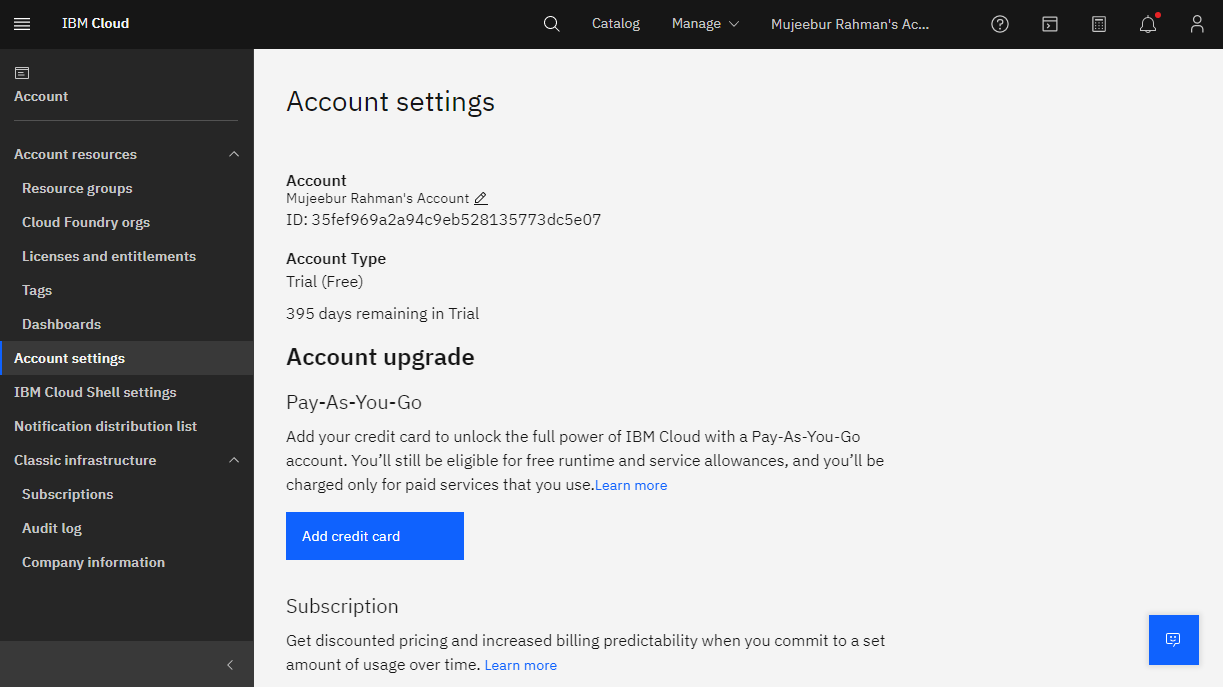 IBM Cloud
Catalog
Manage
Mujeebur Rahman's Ac...
Account
Account resources
Resource groups
Cloud Foundry orgs
Licenses and entitlements
Tags
Dashboards
Account settings
IBM Cloud Shell settings
Notification distribution list
Classic infrastructure
Subscriptions
Audit log
Company information
Account settings
Account
Mujeebur Rahman's Account
ID: 35fef969a2a94c9eb528135773dc5e07
Account Type
Trial (Free)
395 days remaining in Trial
Account upgrade
Pay-As-You-Go
Add your credit card to unlock the full power of IBM Cloud with a Pay-As-You-Go
account. You’ll still be eligible for free runtime and service allowances, and you’ll be
charged only for paid services that you use.Learn more
Add credit card
Subscription
Get discounted pricing and increased billing predictability when you commit to a set
amount of usage over time. Learn more